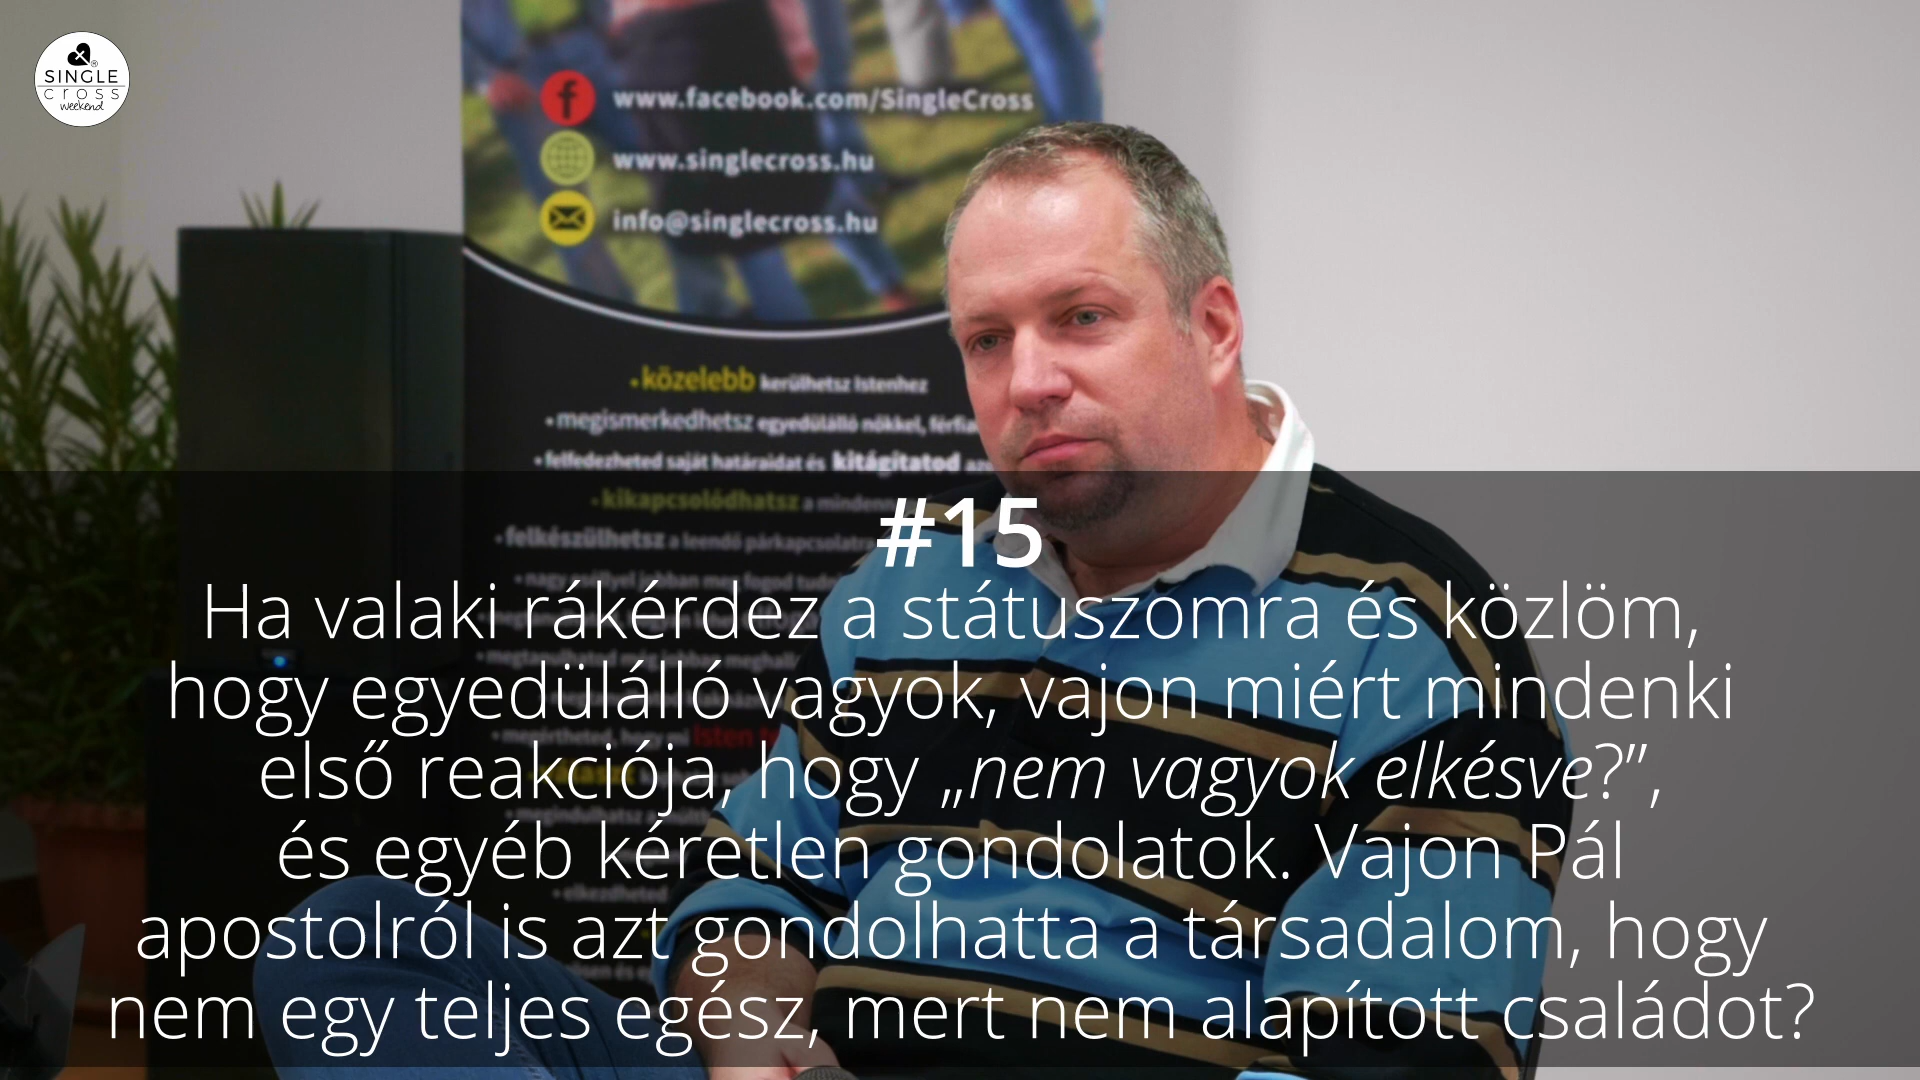 SINGLE
cross
weekend
www.facebook.com/SingleCross
www.singlecross.hu
info@singlecross.hu
• közelebb kerülhetsz Istenhez
• megismerkedhetsz egyedülálló nőkkel,
• felfedezheted saját határaidat és kitágítatod
• kikapcsolódhatsz a
• felkészülhetsz a leendő
#15
Ha valaki rákérdez a státuszomra és közlöm,
hogy egyedülálló vagyok, vajon miért mindenki
első reakciója, hogy „nem vagyok elkésve?”,
és egyéb kéretlen gondolatok. Vajon Pál
apostolról is azt gondolhatta a társadalom, hogy
nem egy teljes egész, mert nem alapított családot?